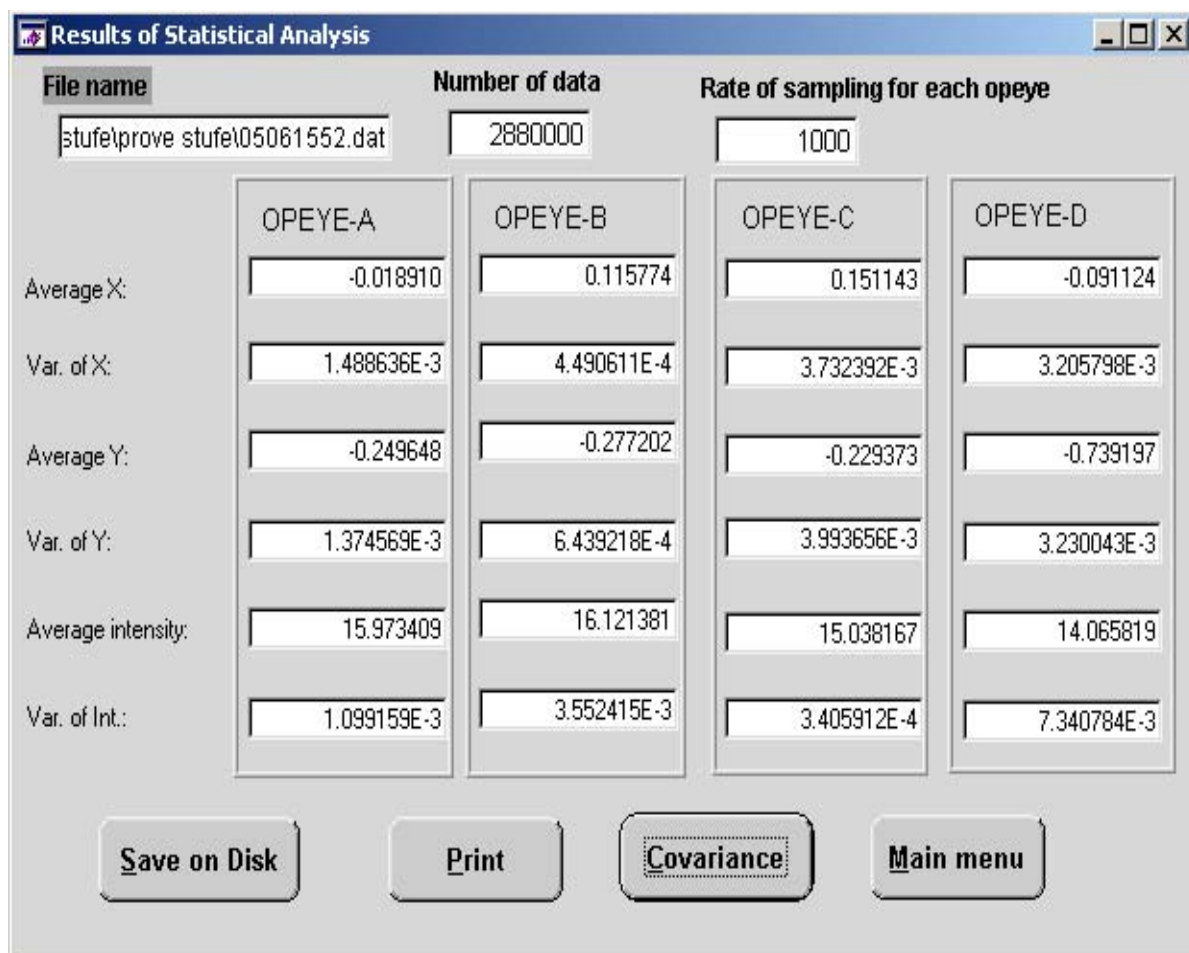 Results of Statistical Analysis
File name Number of data Rate of sampling for each opeye
stufe\prove stufe\05061552.dat 2880000 1000
OPEYE-A OPEYE-B OPEYE-C OPEYE-D
Average X: -0.018910 0.115774 0.151143 -0.091124
Var. of X: 1.488636E-3 4.490611E-4 3.732392E-3 3.205798E-3
Average Y: -0.249648 -0.277202 -0.229373 -0.739197
Var. of Y: 1.374569E-3 6.439218E-4 3.993656E-3 3.230043E-3
Average intensity: 15.973409 16.121381 15.038167 14.065819
Var. of Int.: 1.099159E-3 3.552415E-3 3.405912E-4 7.340784E-3
Save on Disk Print Covariance Main menu